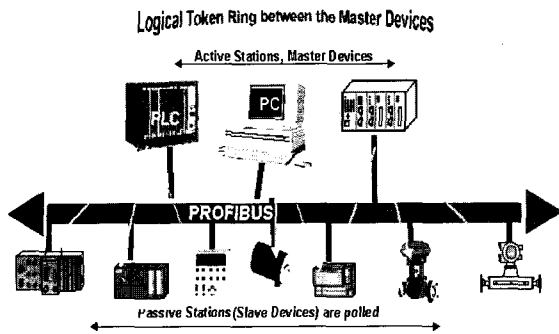 Logical Token Ring between the Master Devices
Active Stations, Master Devices
PLC
PC
PROFIBUS
Passive Stations (Slave Devices) are polled